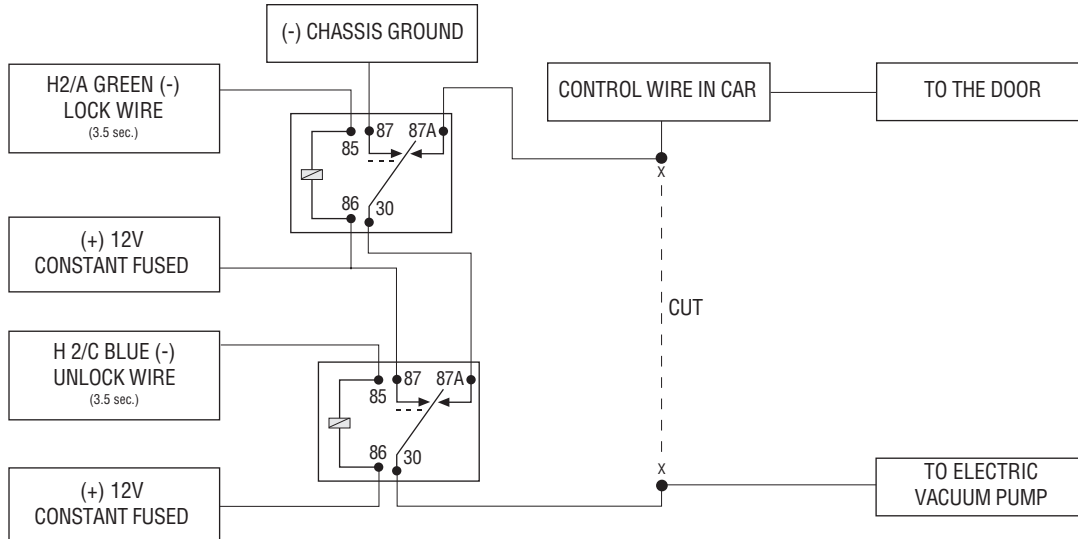 (-) CHASSIS GROUND
H2/A GREEN (-)
LOCK WIRE
(3.5 sec.)
CONTROL WIRE IN CAR
TO THE DOOR
87
87A
85
86
30
X
(+) 12V
CONSTANT FUSED
CUT
H 2/C BLUE (-)
UNLOCK WIRE
(3.5 sec.)
87
87A
85
86
30
X
(+) 12V
CONSTANT FUSED
TO ELECTRIC
VACUUM PUMP